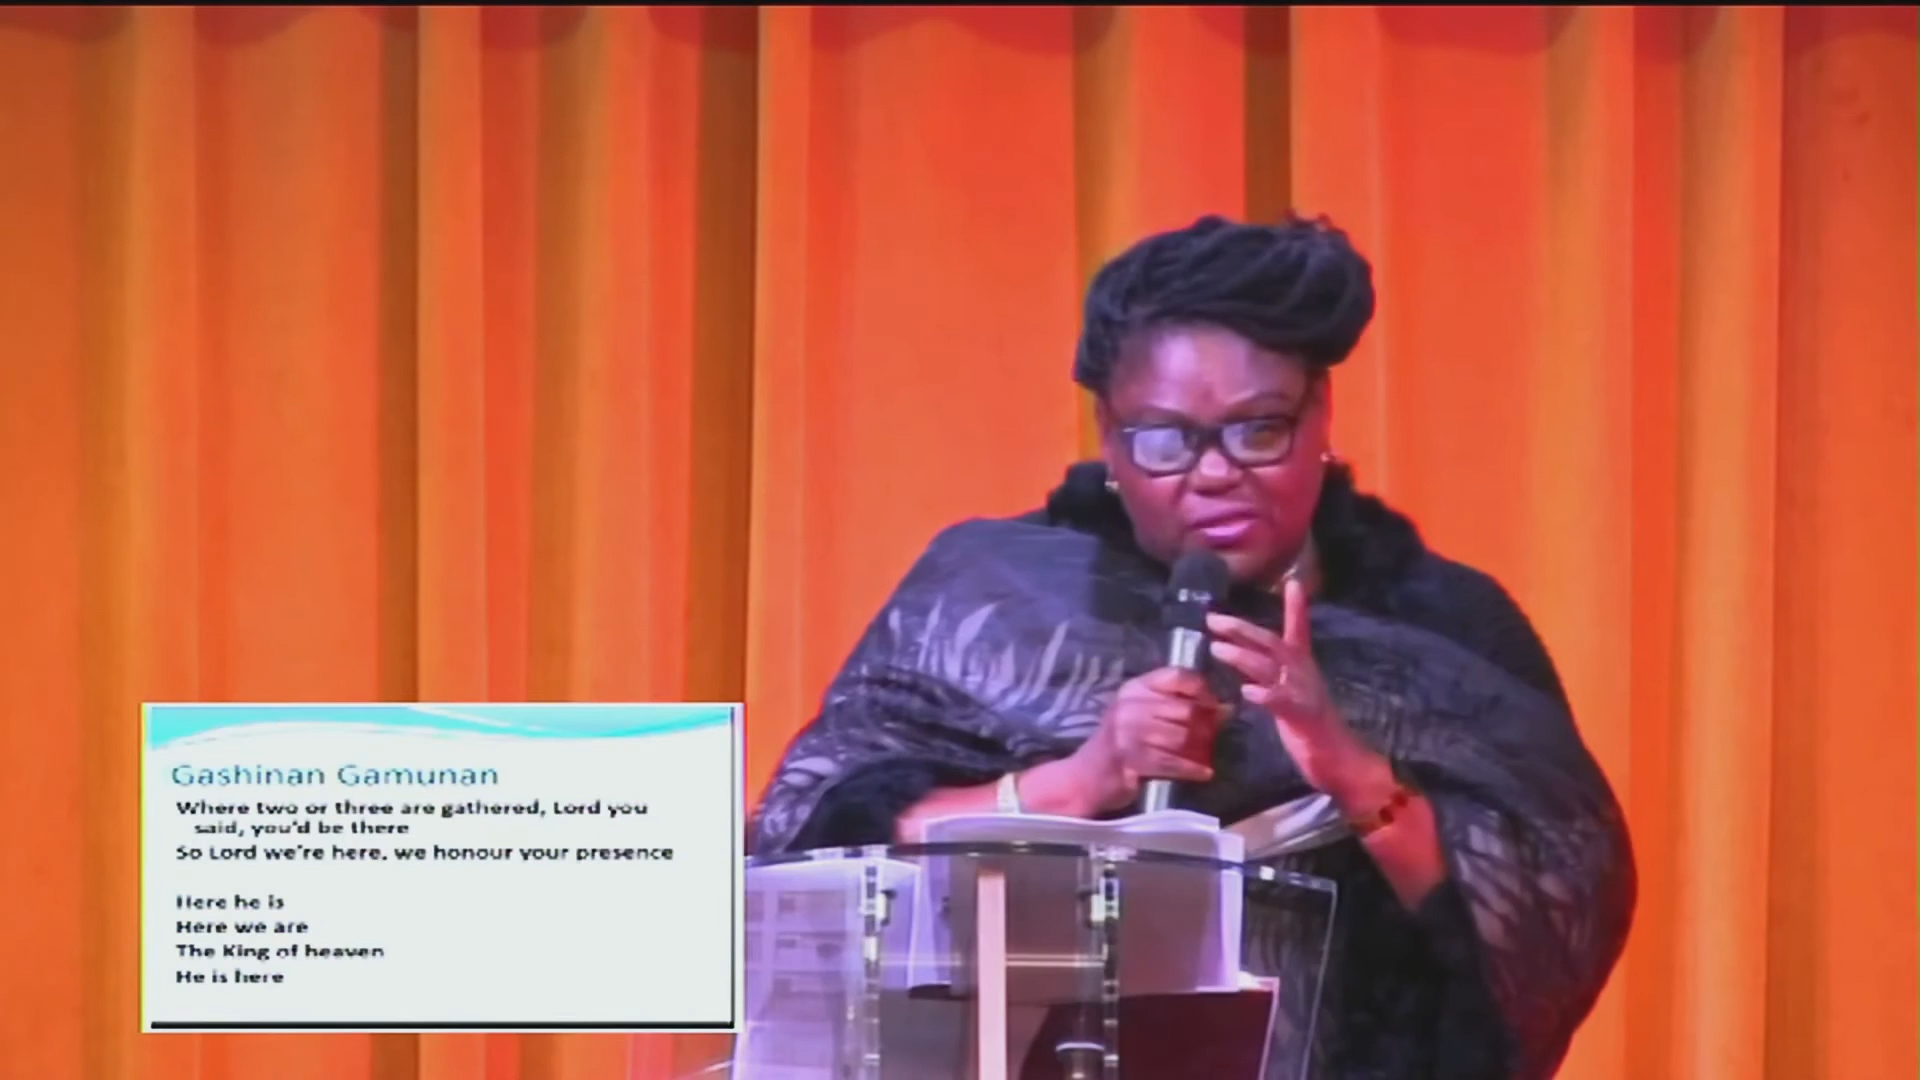 Gashinan Gamunan
Where two or three are gathered, Lord you
said, you'd be there
So Lord we're here, we honour your presence
Here he is
Here we are
The King of heaven
He is here